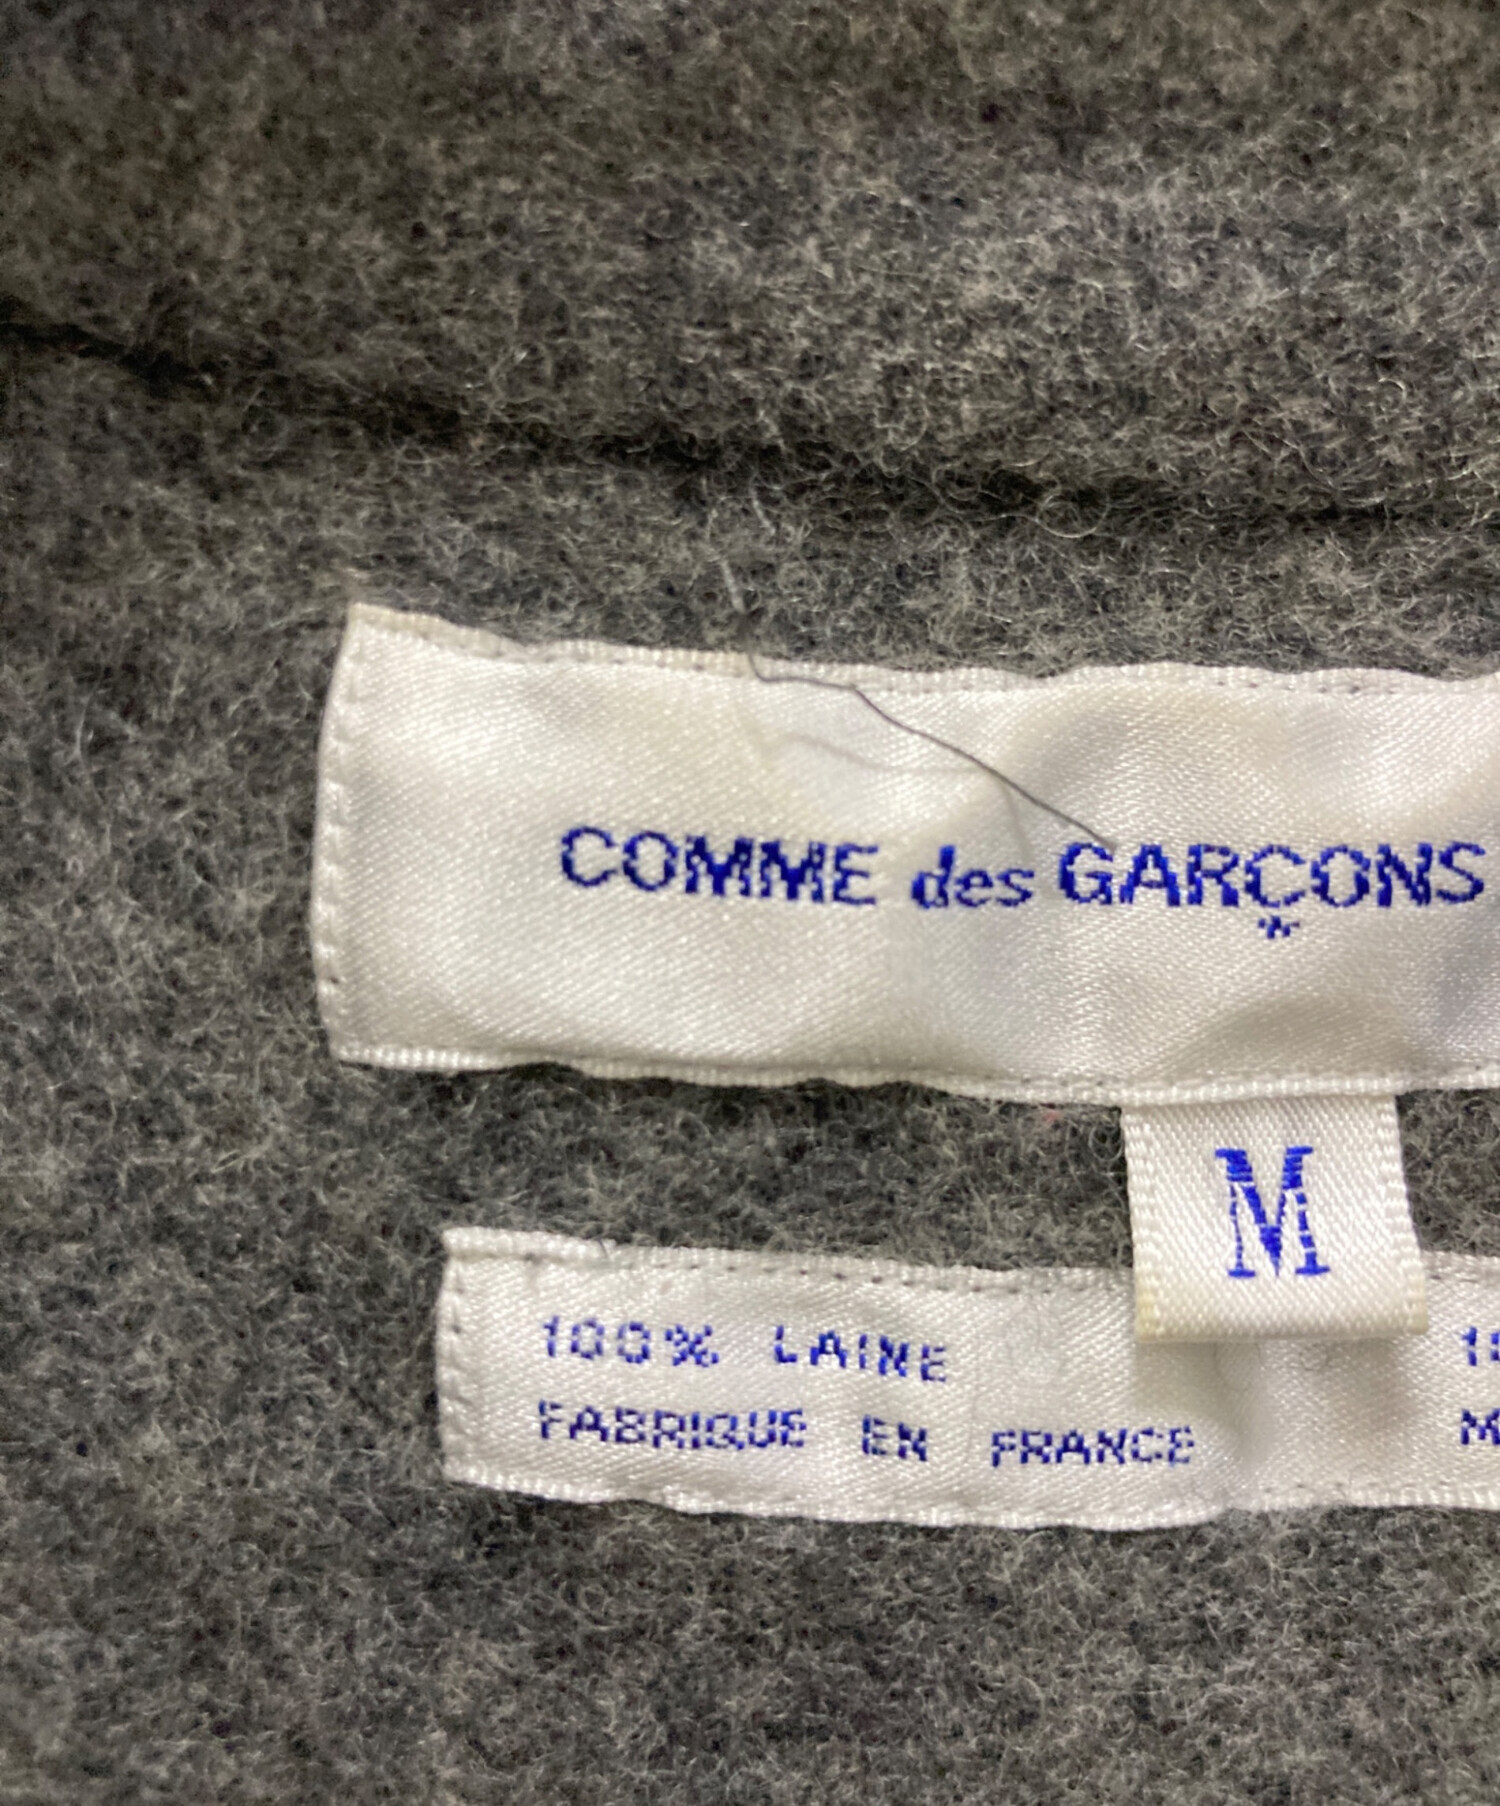 COMME des GARÇONS
M
100% LAINE
FABRIQUE EN FRANCE